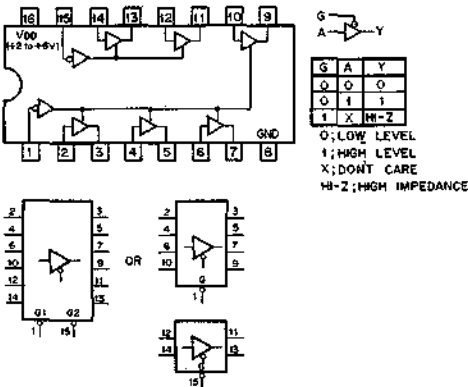 16 15 14 13 12 11 10 9
VDD
(+2 to +6V)
GND
1 2 3 4 5 6 7 8
G
A Y
G A Y
0 0 0
0 1 1
1 X HI-Z
0;LOW LEVEL
1;HIGH LEVEL
X;DONT CARE
HI-Z;HIGH IMPEDANCE
2 3
4 5
6 7
10 9
12 11
14 13
G1 G2
1 15
OR
2 3
4 5
6 7
10 9
G
1
12 11
14 13
G
15